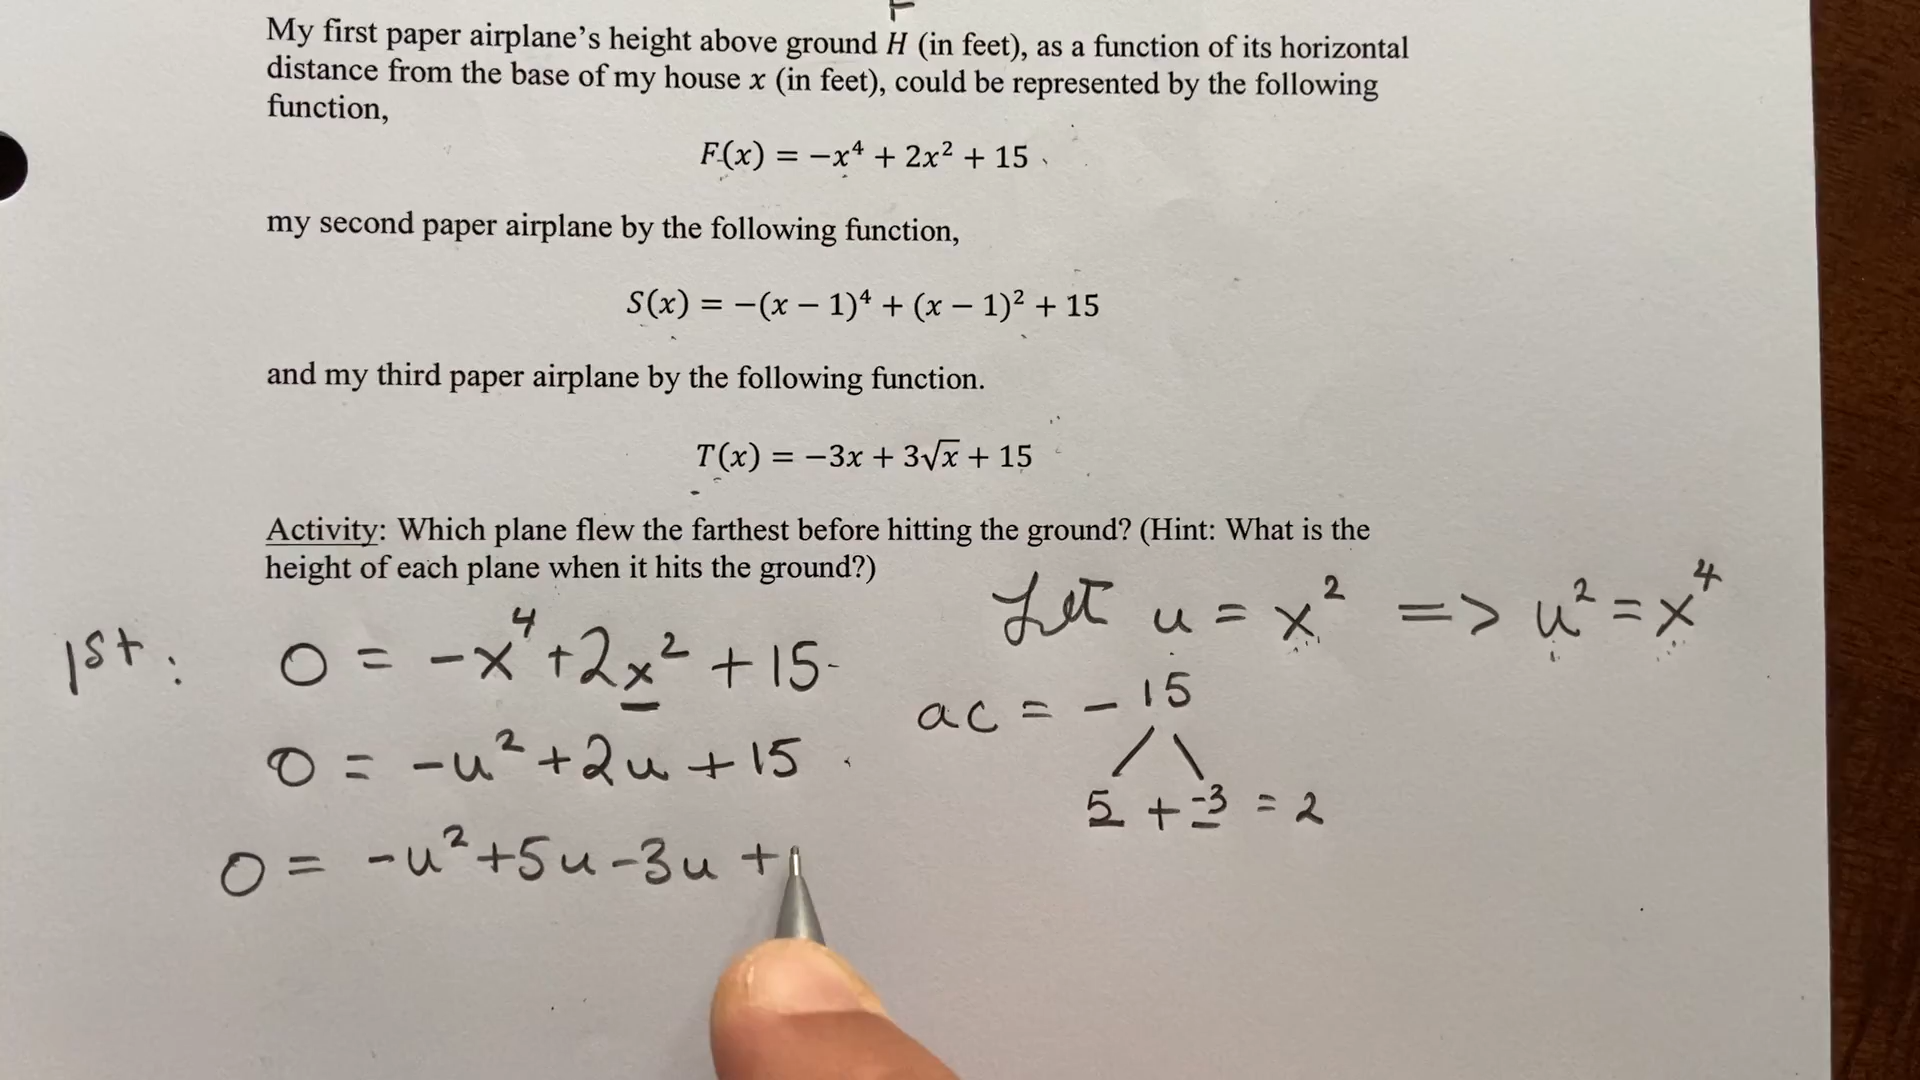 My first paper airplane's height above ground H (in feet), as a function of its horizontal
distance from the base of my house x (in feet), could be represented by the following
function,
F(x) = −x⁴ + 2x² + 15
my second paper airplane by the following function,
S(x) = −(x − 1)⁴ + (x − 1)² + 15
and my third paper airplane by the following function.
T(x) = −3x + 3√x + 15
Activity: Which plane flew the farthest before hitting the ground? (Hint: What is the
height of each plane when it hits the ground?)
Let u = x² => u² = x⁴
1st: 0 = -x⁴ + 2x² + 15
ac = -15
0 = -u² + 2u + 15
5 + -3 = 2
0 = -u² + 5u - 3u +